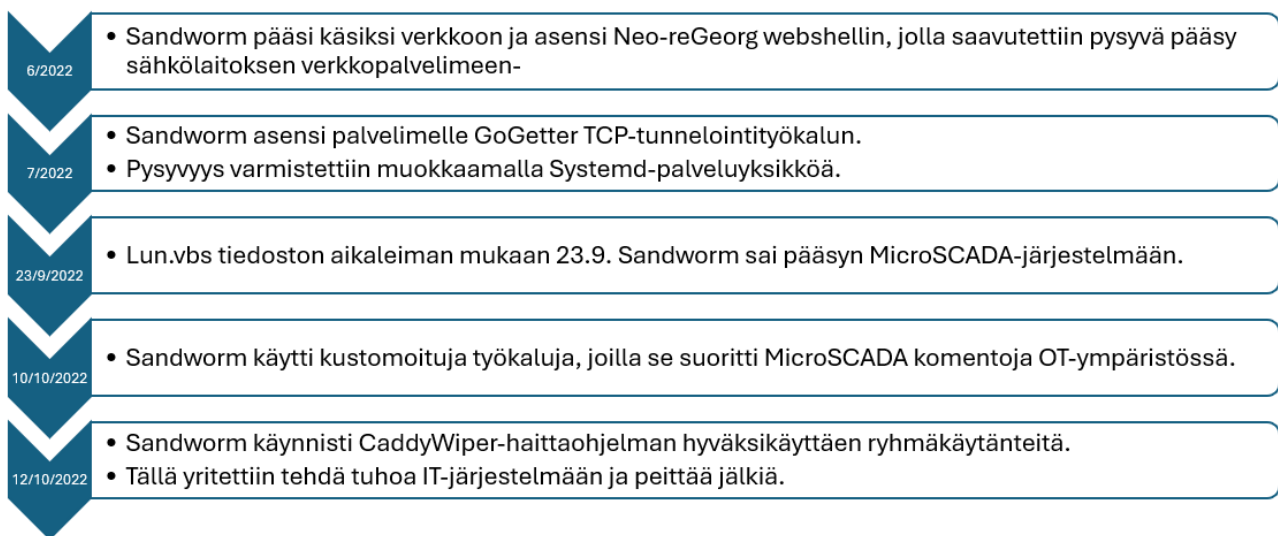 6/2022
• Sandworm pääsi käsiksi verkkoon ja asensi Neo-reGeorg webshellin, jolla saavutettiin pysyvä pääsy
sähkölaitoksen verkkopalvelimeen-
7/2022
• Sandworm asensi palvelimelle GoGetter TCP-tunnelointityökalun.
• Pysyvyys varmistettiin muokkaamalla Systemd-palveluyksikköä.
23/9/2022
• Lun.vbs tiedoston aikaleiman mukaan 23.9. Sandworm sai pääsyn MicroSCADA-järjestelmään.
10/10/2022
• Sandworm käytti kustomoituja työkaluja, joilla se suoritti MicroSCADA komentoja OT-ympäristössä.
12/10/2022
• Sandworm käynnisti CaddyWiper-haittaohjelman hyväksikäyttäen ryhmäkäytänteitä.
• Tällä yritettiin tehdä tuhoa IT-järjestelmään ja peittää jälkiä.